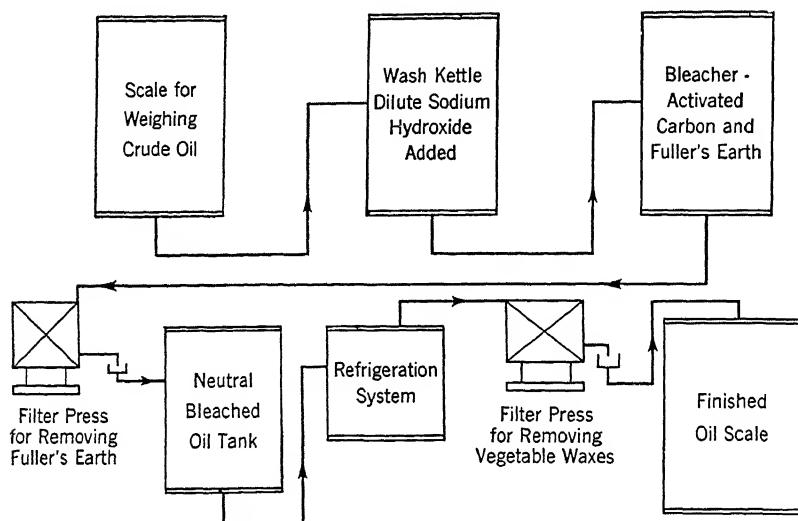 Scale for
Weighing
Crude Oil
Wash Kettle
Dilute Sodium
Hydroxide
Added
Bleacher -
Activated
Carbon and
Fuller's Earth
Filter Press
for Removing
Fuller's Earth
Neutral
Bleached
Oil Tank
Refrigeration
System
Filter Press
for Removing
Vegetable Waxes
Finished
Oil Scale